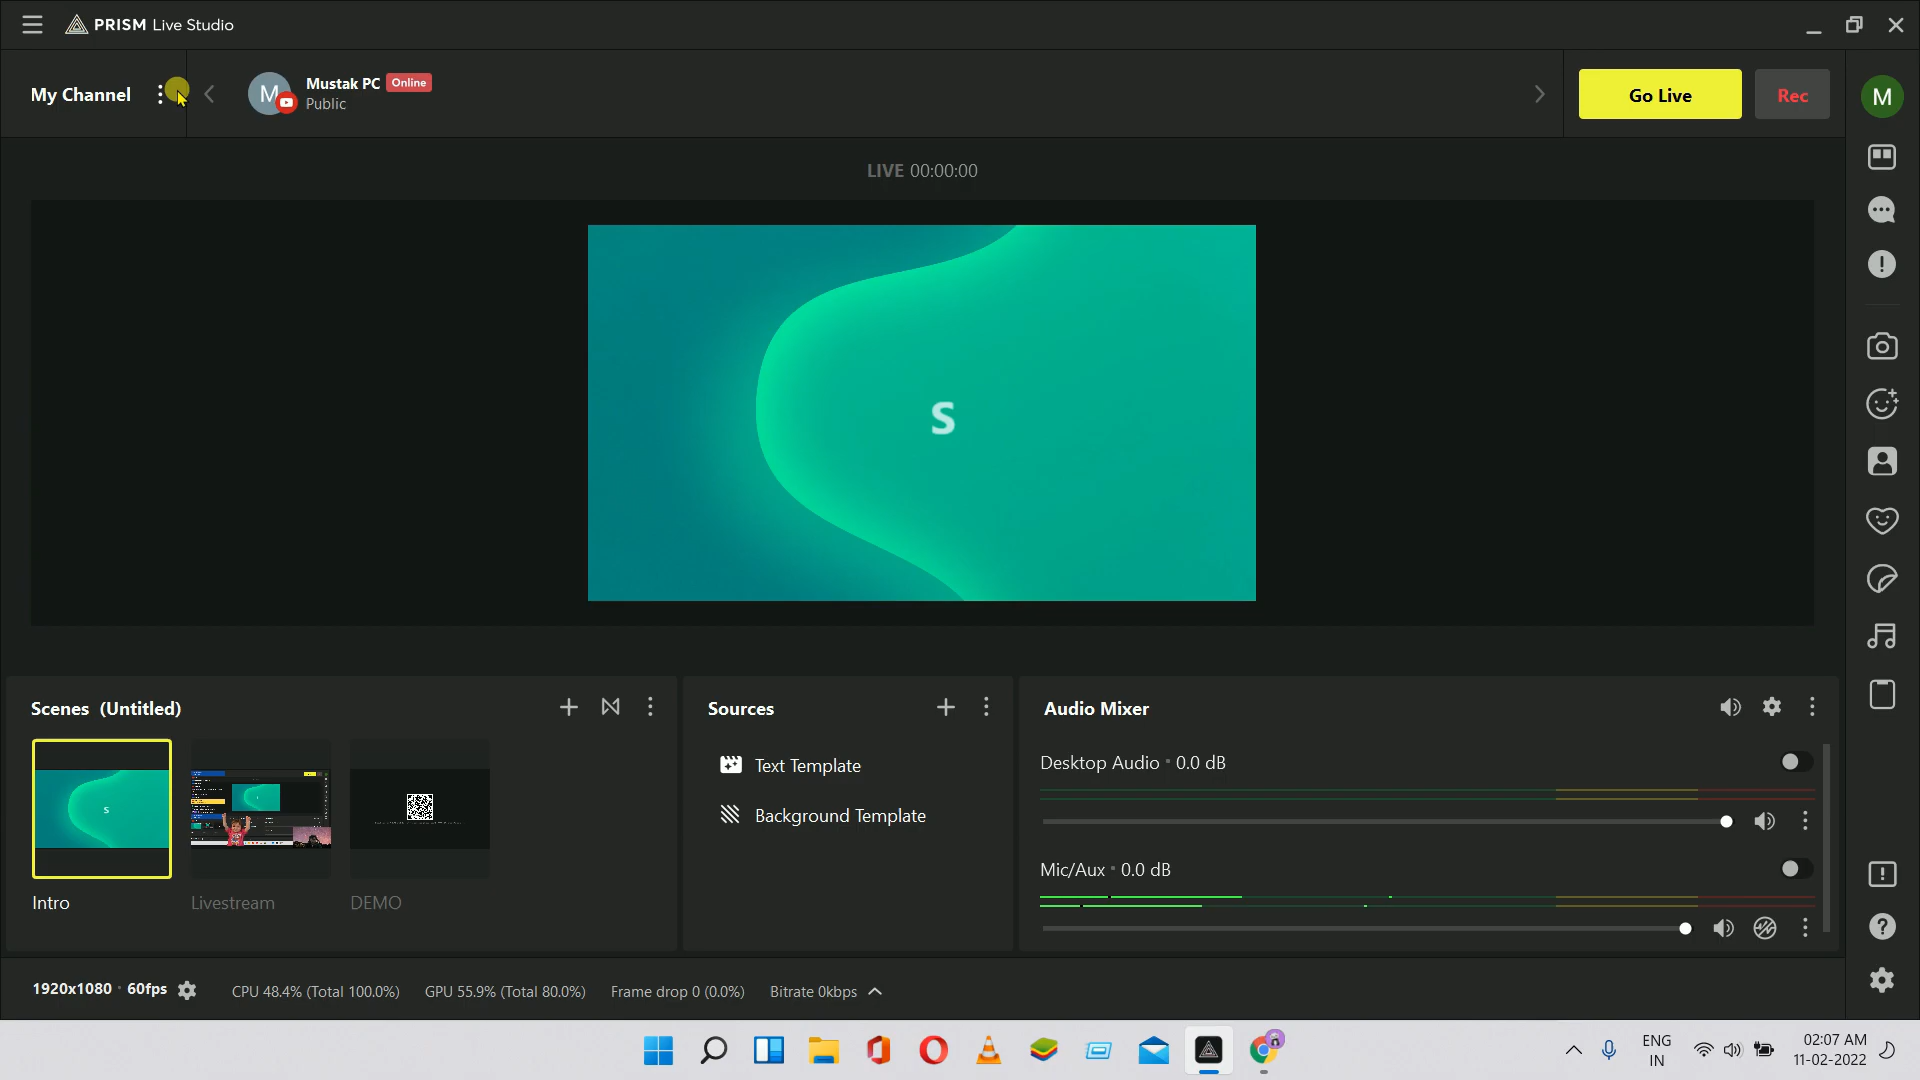 PRISM Live Studio
My Channel
M
Mustak PC Online
Public
Go Live
Rec
M
LIVE 00:00:00
S
Scenes (Untitled)
Sources
Audio Mixer
Text Template
Background Template
Desktop Audio • 0.0 dB
Mic/Aux • 0.0 dB
S
Intro
Livestream
DEMO
1920x1080 • 60fps
CPU 48.4% (Total 100.0%)
GPU 55.9% (Total 80.0%)
Frame drop 0 (0.0%)
Bitrate 0kbps
ENG
IN
02:07 AM
11-02-2022